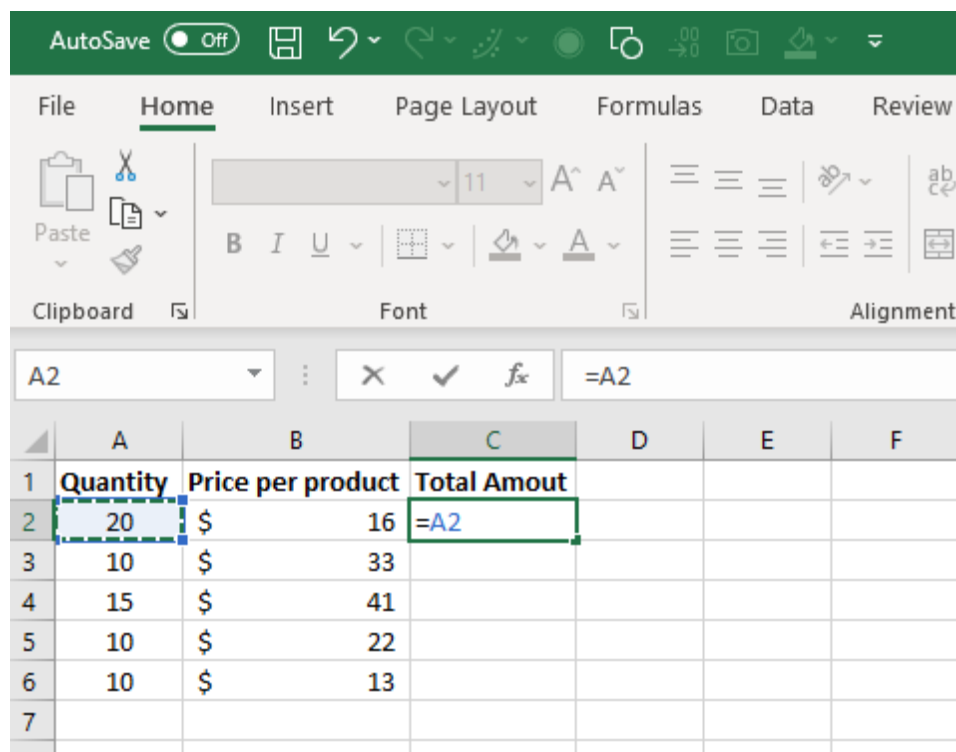 AutoSave Off
File Home Insert Page Layout Formulas Data Review
11 A A
ab
Paste
B I U A
Clipboard Font Alignment
A2 fx =A2
A B C D E F
1 Quantity Price per product Total Amout
2 20 $ 16 =A2
3 10 $ 33
4 15 $ 41
5 10 $ 22
6 10 $ 13
7